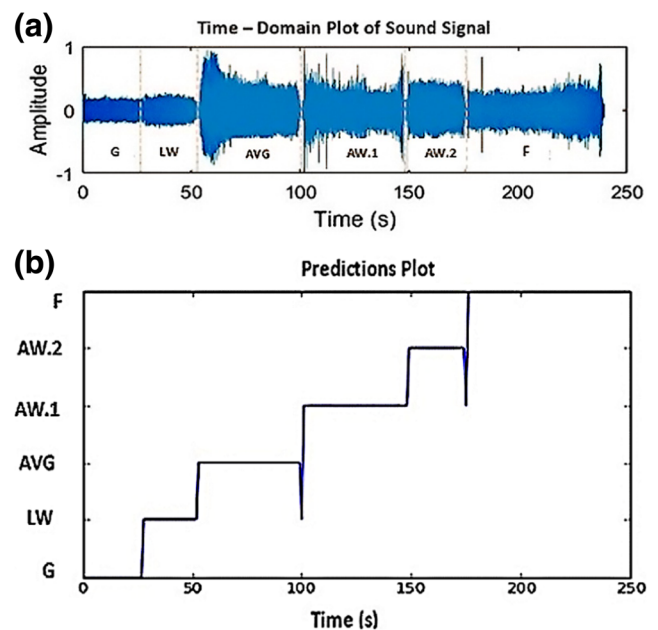 (a)
Time – Domain Plot of Sound Signal
Amplitude
1
0
-1
G LW AVG AW.1 AW.2 F
0 50 100 150 200 250
Time (s)
(b)
Predictions Plot
F
AW.2
AW.1
AVG
LW
G
0 50 100 150 200 250
Time (s)